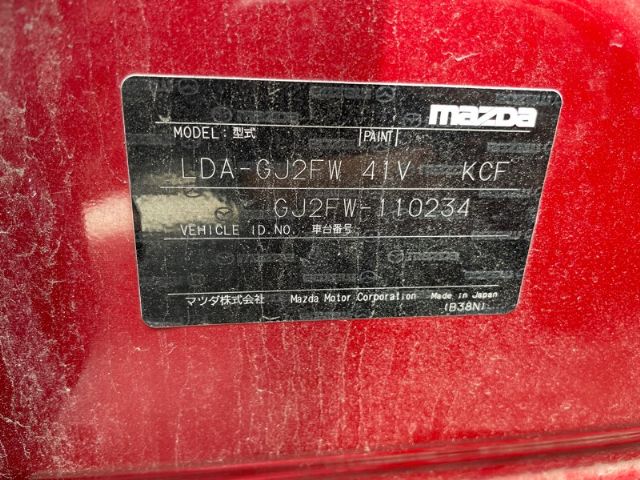 mazda
MODEL: 型式 PAINT
LDA-GJ2FW 41V KCF
GJ2FW-110234
VEHICLE ID.NO.: 車台番号
マツダ株式会社 Mazda Motor Corporation Made in Japan
(B38N)